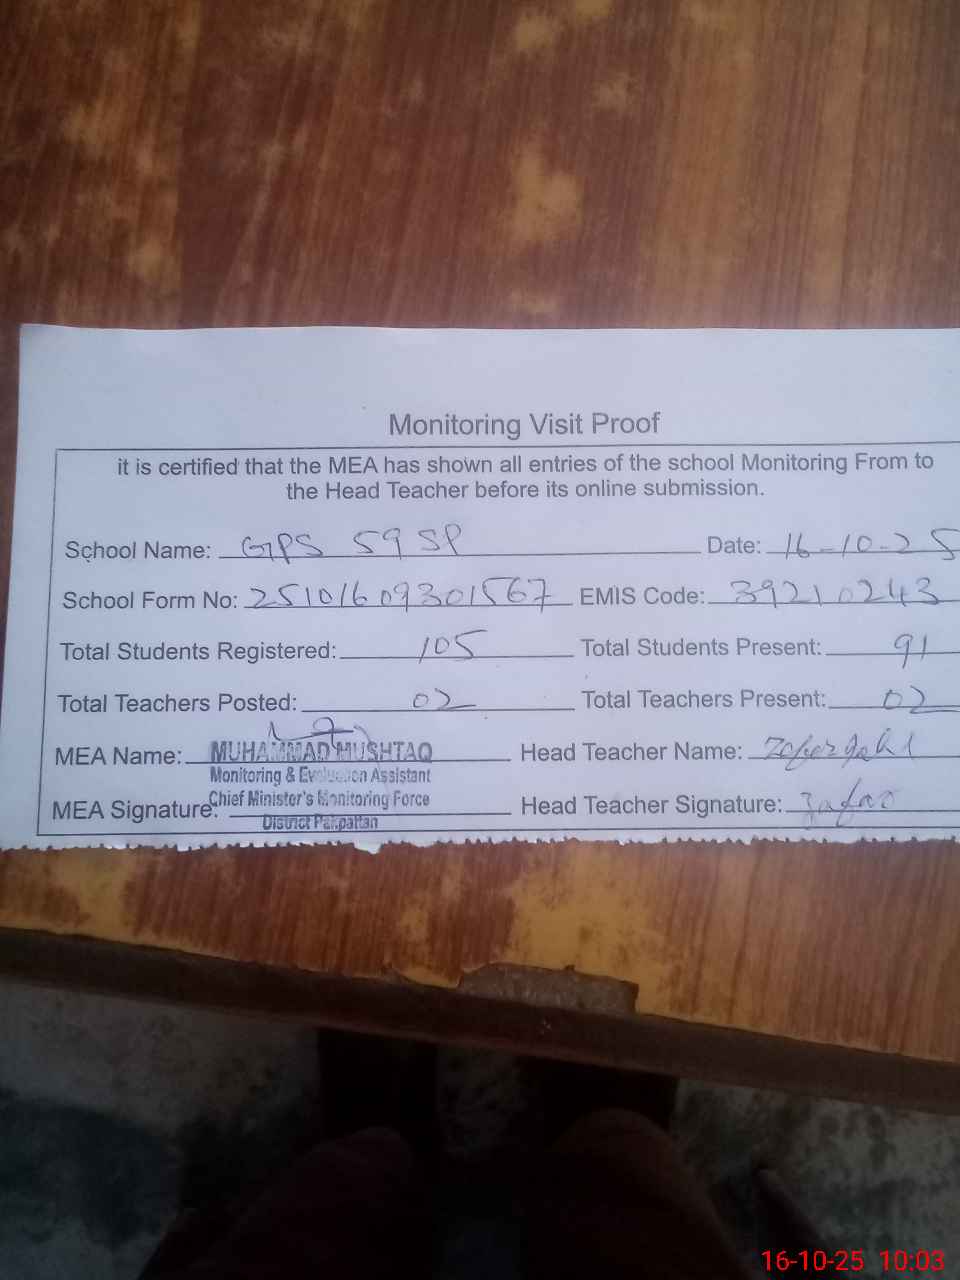 Monitoring Visit Proof
it is certified that the MEA has shown all entries of the school Monitoring From to
the Head Teacher before its online submission.
School Name: GPS 59 SP Date: 16-10-25
School Form No: 25101609301567 EMIS Code: 39210243
Total Students Registered: 105 Total Students Present: 91
Total Teachers Posted: 02 Total Teachers Present: 02
MEA Name: MUHAMMAD MUSHTAQ Head Teacher Name:
Monitoring & Evaluation Assistant
MEA Signature: Chief Minister's Monitoring Force Head Teacher Signature: Zafar
District Pakpattan
16-10-25 10:03